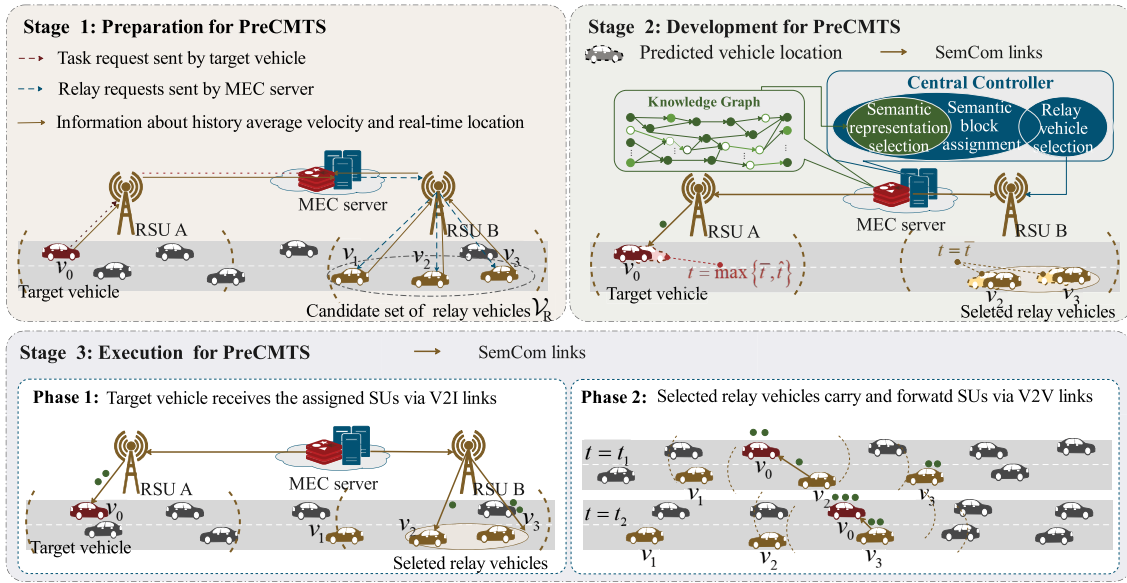 Stage 1: Preparation for PreCMTS
Task request sent by target vehicle
Relay requests sent by MEC server
Information about history average velocity and real-time location
MEC server
RSU A
RSU B
v₀
v₁
v₂
v₃
Target vehicle
Candidate set of relay vehicles 𝒱_R
Stage 2: Development for PreCMTS
Predicted vehicle location
SemCom links
Central Controller
Knowledge Graph
Semantic representation selection
Semantic block assignment
Relay vehicle selection
MEC server
RSU A
RSU B
v₀
t = max{t̅, t̂}
t = t̅
v₂
v₃
Target vehicle
Seleted relay vehicles
Stage 3: Execution for PreCMTS
SemCom links
Phase 1: Target vehicle receives the assigned SUs via V2I links
MEC server
RSU A
RSU B
v₀
v₁
v₂
v₃
Target vehicle
Seleted relay vehicles
Phase 2: Selected relay vehicles carry and forwatd SUs via V2V links
t = t₁
v₀
v₁
v₂
v₃
t = t₂
v₀
v₁
v₂
v₃